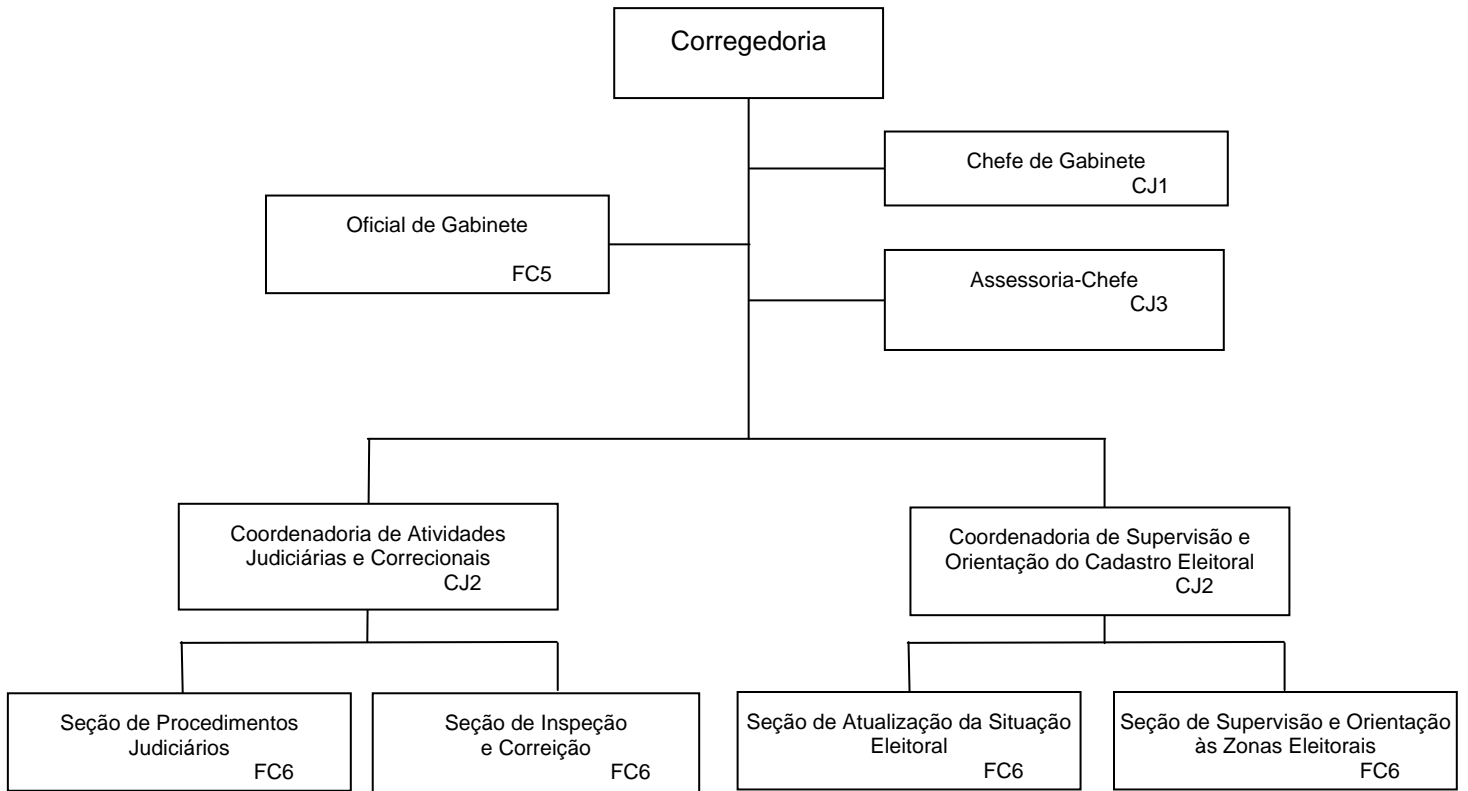 Corregedoria
Chefe de Gabinete
CJ1
Oficial de Gabinete
FC5
Assessoria-Chefe
CJ3
Coordenadoria de Atividades
Judiciárias e Correcionais
CJ2
Coordenadoria de Supervisão e
Orientação do Cadastro Eleitoral
CJ2
Seção de Procedimentos
Judiciários
FC6
Seção de Inspeção
e Correição
FC6
Seção de Atualização da Situação
Eleitoral
FC6
Seção de Supervisão e Orientação
às Zonas Eleitorais
FC6